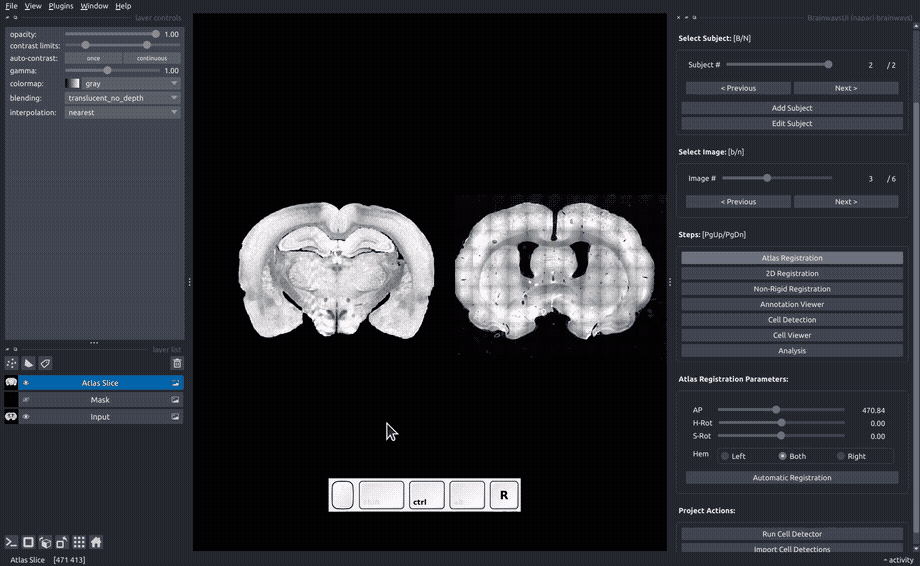 File View Plugins Window Help
layer controls
opacity: 1.00
contrast limits:
auto-contrast: once continuous
gamma: 1.00
colormap: gray
blending: translucent_no_depth
interpolation: nearest
layer list
Atlas Slice
Mask
Input
Atlas Slice [471 413]
shift ctrl alt R
BrainwaysUI (napari-brainways)
Select Subject: [B/N]
Subject # 2 / 2
< Previous Next >
Add Subject
Edit Subject
Select Image: [b/n]
Image # 3 / 6
< Previous Next >
Steps: [PgUp/PgDn]
Atlas Registration
2D Registration
Non-Rigid Registration
Annotation Viewer
Cell Detection
Cell Viewer
Analysis
Atlas Registration Parameters:
AP 470.84
H-Rot 0.00
S-Rot 0.00
Hem Left Both Right
Automatic Registration
Project Actions:
Run Cell Detector
Import Cell Detections
activity